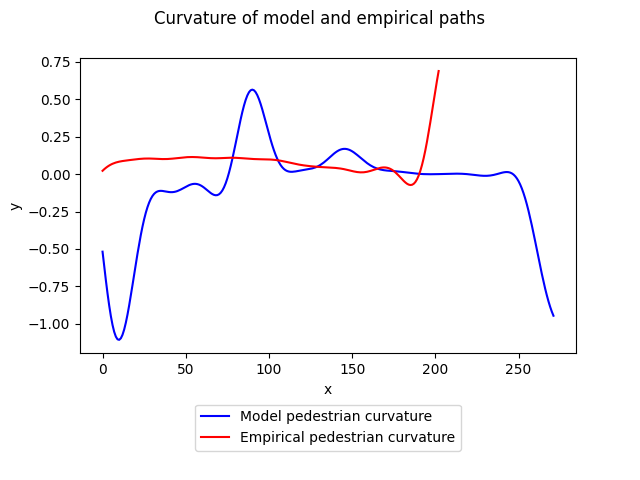 Curvature of model and empirical paths
0.75
0.50
0.25
0.00
−0.25
−0.50
−0.75
−1.00
y
0 50 100 150 200 250
x
Model pedestrian curvature
Empirical pedestrian curvature